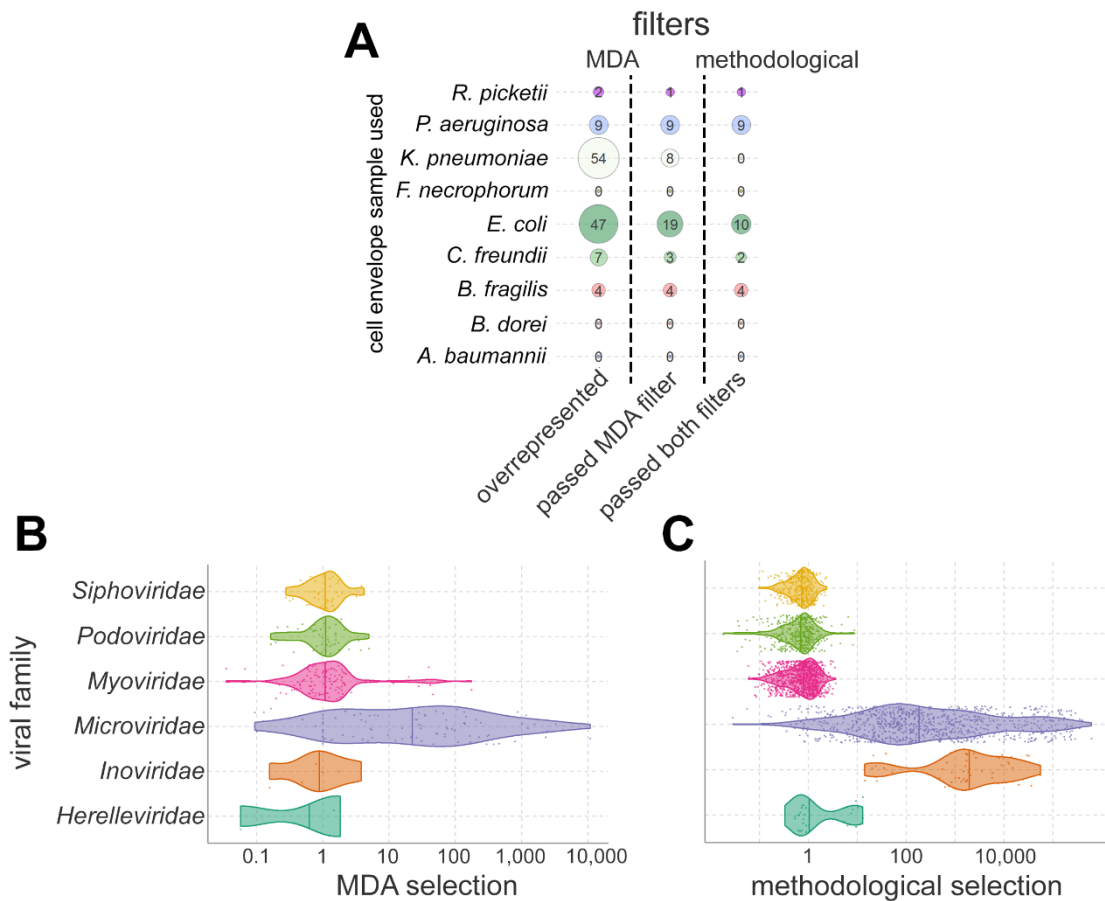 A
filters
MDA methodological
cell envelope sample used
R. picketii 2 1 1
P. aeruginosa 9 9 9
K. pneumoniae 54 8 0
F. necrophorum 0 0 0
E. coli 47 19 10
C. freundii 7 3 2
B. fragilis 4 4 4
B. dorei 0 0 0
A. baumannii 0 0 0
overrepresented
passed MDA filter
passed both filters
B
viral family
Siphoviridae
Podoviridae
Myoviridae
Microviridae
Inoviridae
Herelleviridae
0.1 1 10 100 1,000 10,000
MDA selection
C
1 100 10,000
methodological selection